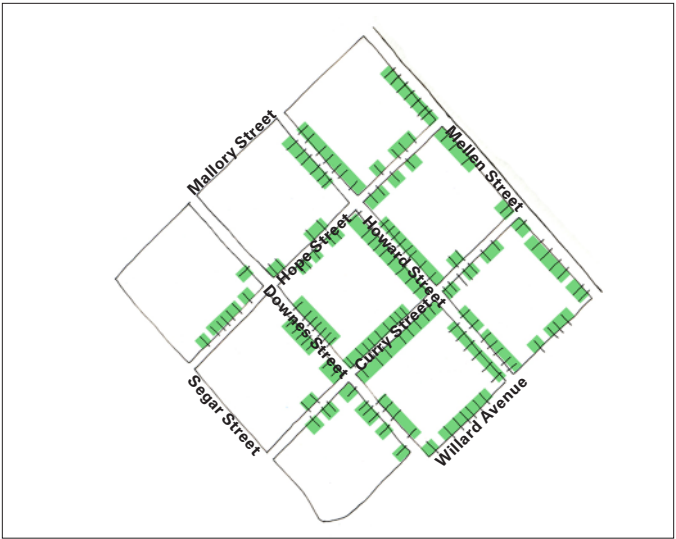 Mallory Street
Mellen Street
Hope Street
Howard Street
Downes Street
Curry Street
Segar Street
Willard Avenue